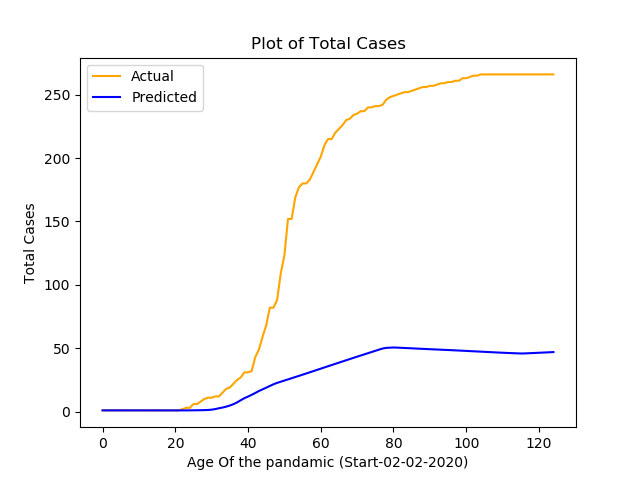 Plot of Total Cases
Actual
Predicted
250
200
150
100
50
0
Total Cases
0 20 40 60 80 100 120
Age Of the pandamic (Start-02-02-2020)